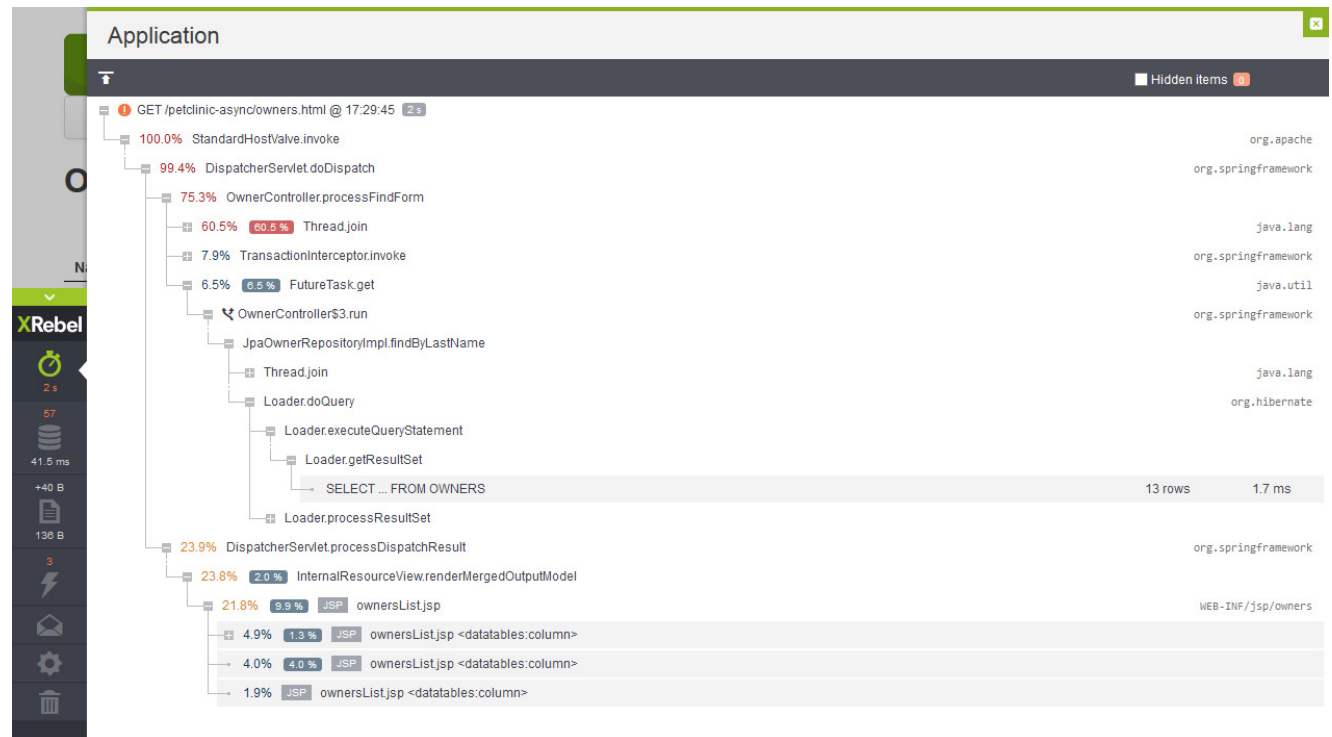 Application
Hidden items 0
GET /petclinic-async/owners.html @ 17:29:45 2 s
100.0% StandardHostValve.invoke org.apache
99.4% DispatcherServlet.doDispatch org.springframework
O
75.3% OwnerController.processFindForm
60.5% 60.5 % Thread.join java.lang
7.9% TransactionInterceptor.invoke org.springframework
Na
6.5% 6.5 % FutureTask.get java.util
XRebel
OwnerController$3.run org.springframework
JpaOwnerRepositoryImpl.findByLastName
Thread.join java.lang
2 s
Loader.doQuery org.hibernate
57
Loader.executeQueryStatement
41.5 ms
Loader.getResultSet
+40 B
SELECT ... FROM OWNERS 13 rows 1.7 ms
Loader.processResultSet
136 B
23.9% DispatcherServlet.processDispatchResult org.springframework
3
23.8% 2.0 % InternalResourceView.renderMergedOutputModel
21.8% 9.9 % JSP ownersList.jsp WEB-INF/jsp/owners
4.9% 1.3 % JSP ownersList.jsp <datatables:column>
4.0% 4.0 % JSP ownersList.jsp <datatables:column>
1.9% JSP ownersList.jsp <datatables:column>